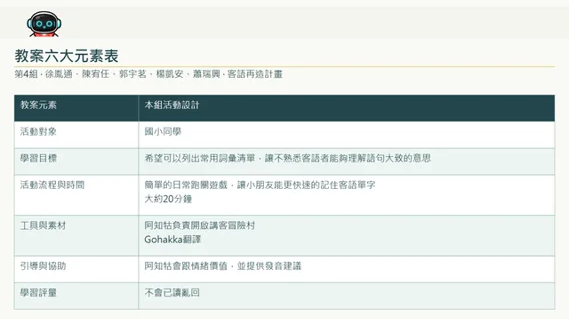 教案六大元素表
第4組 · 徐胤通、陳宥任、郭宇茗、楊凱安、蕭瑞興 · 客語再造計畫
教案元素 本組活動設計
活動對象 國小同學
學習目標 希望可以列出常用詞彙清單，讓不熟悉客語者能夠理解語句大致的意思
活動流程與時間 簡單的日常跑關遊戲，讓小朋友能更快速的記住客語單字
大約20分鐘
工具與素材 阿知牯負責開啟講客冒險村
Gohakka翻譯
引導與協助 阿知牯會跟情緒價值，並提供發音建議
學習評量 不會已讀亂回